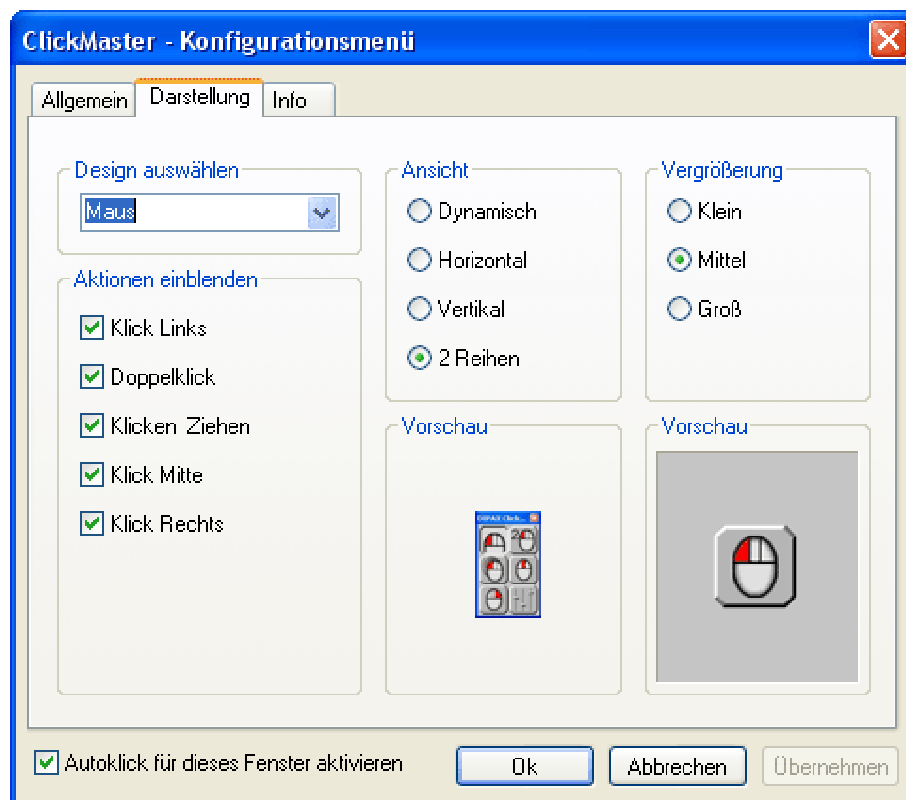 ClickMaster - Konfigurationsmenü
Allgemein
Darstellung
Info
Design auswählen
Maus
Aktionen einblenden
Klick Links
Doppelklick
Klicken Ziehen
Klick Mitte
Klick Rechts
Ansicht
Dynamisch
Horizontal
Vertikal
2 Reihen
Vergrößerung
Klein
Mittel
Groß
Vorschau
2
Vorschau
Autoklick für dieses Fenster aktivieren
Ok
Abbrechen
Übernehmen